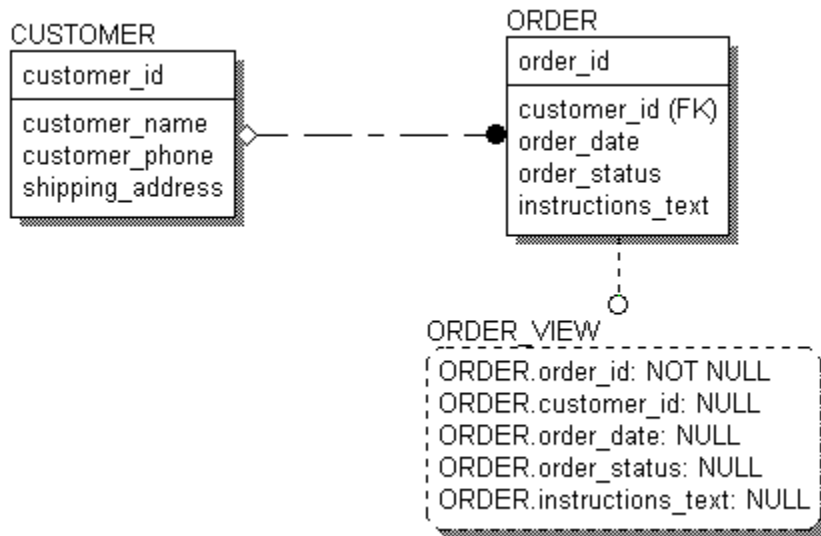 CUSTOMER
customer_id
customer_name
customer_phone
shipping_address
ORDER
order_id
customer_id (FK)
order_date
order_status
instructions_text
ORDER_VIEW
ORDER.order_id: NOT NULL
ORDER.customer_id: NULL
ORDER.order_date: NULL
ORDER.order_status: NULL
ORDER.instructions_text: NULL